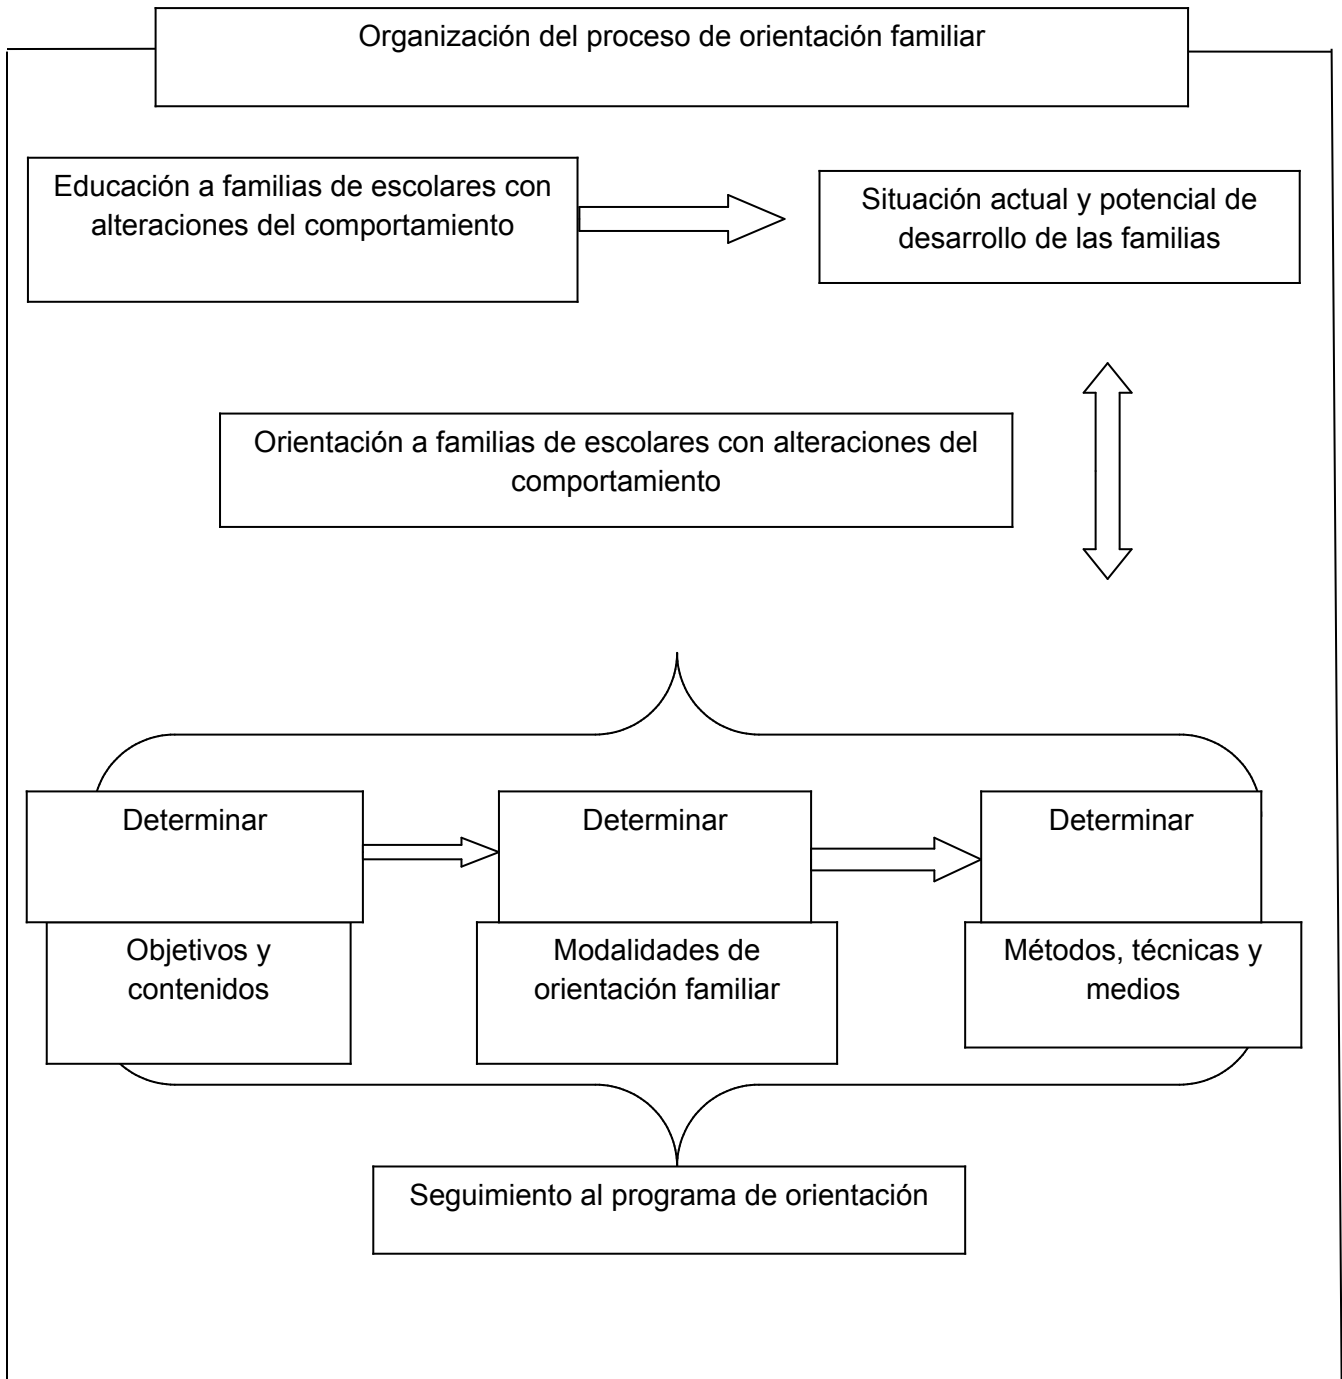 Organización del proceso de orientación familiar
Educación a familias de escolares con
alteraciones del comportamiento
Situación actual y potencial de
desarrollo de las familias
Orientación a familias de escolares con alteraciones del
comportamiento
Determinar
Determinar
Determinar
Objetivos y
contenidos
Modalidades de
orientación familiar
Métodos, técnicas y
medios
Seguimiento al programa de orientación